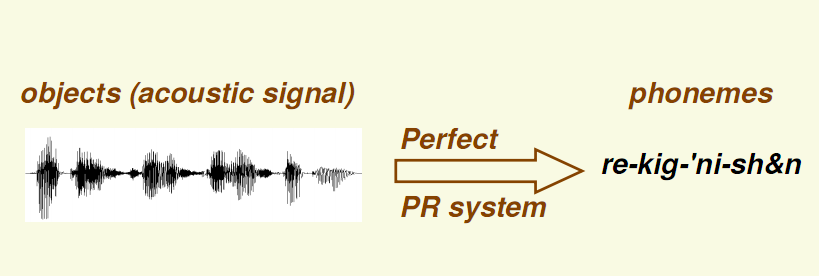 objects (acoustic signal)
phonemes
Perfect
re-kig-'ni-sh&n
PR system